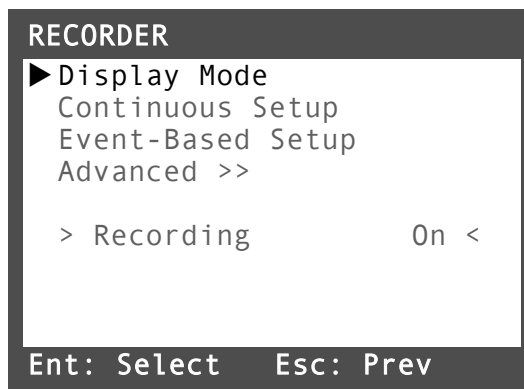 RECORDER
▶Display Mode
Continuous Setup
Event-Based Setup
Advanced >>
> Recording On <
Ent: Select Esc: Prev